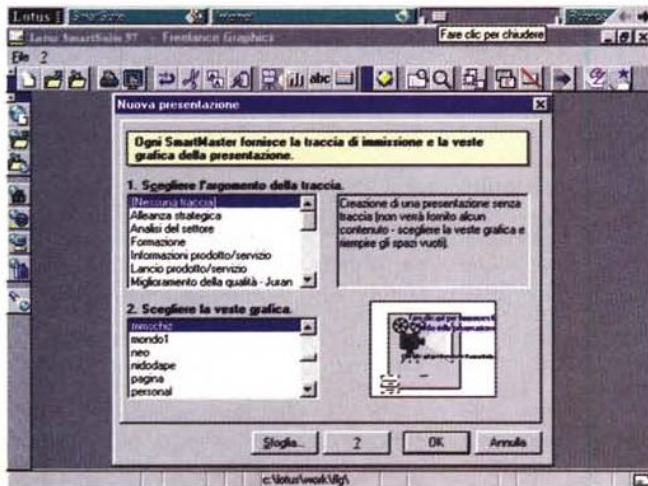 Lotus
Internet
Fare clic per chiudere
Lotus SmartSuite 97 - Freelance Graphics
File ?
abc
Nuova presentazione
Ogni SmartMaster fornisce la traccia di immissione e la veste
grafica della presentazione.
1. Scegliere l'argomento della traccia.
[Nessuna traccia]
Alleanza strategica
Analisi del settore
Formazione
Informazioni prodotto/servizio
Lancio prodotto/servizio
Miglioramento della qualità - Juran
Creazione di una presentazione senza
traccia (non verrà fornito alcun
contenuto - scegliere la veste grafica e
riempire gli spazi vuoti).
2. Scegliere la veste grafica.
mondo1
neo
nidodape
pagina
personal
Sfoglia...
?
OK
Annulla
c:\lotus\work\flg\